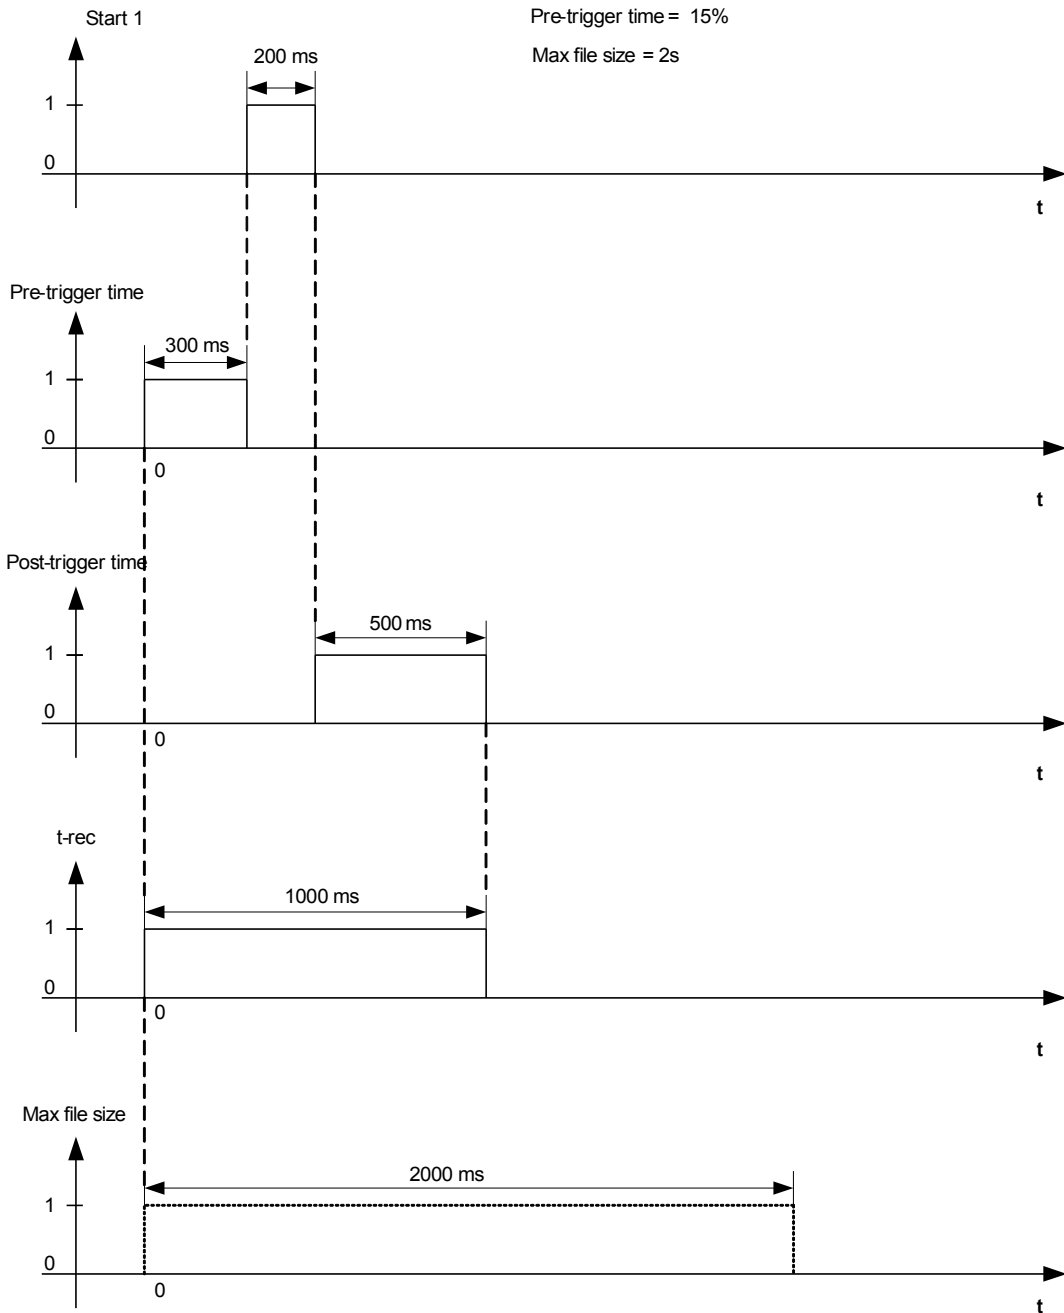 Start 1
Pre-trigger time = 15%
Max file size = 2s
200 ms
1
0
t
Pre-trigger time
300 ms
1
0
0
t
Post-trigger time
500 ms
1
0
0
t
t-rec
1000 ms
1
0
0
t
Max file size
2000 ms
1
0
0
t